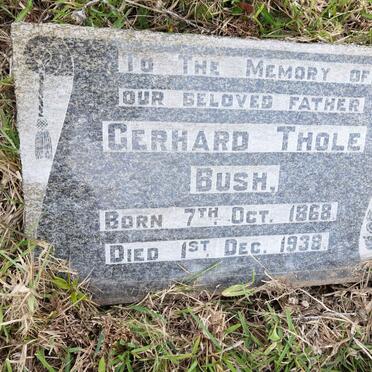 To The Memory Of
Our Beloved Father
Gerhard Thole
Bush,
Born 7th. Oct. 1868.
Died 1st. Dec. 1938.